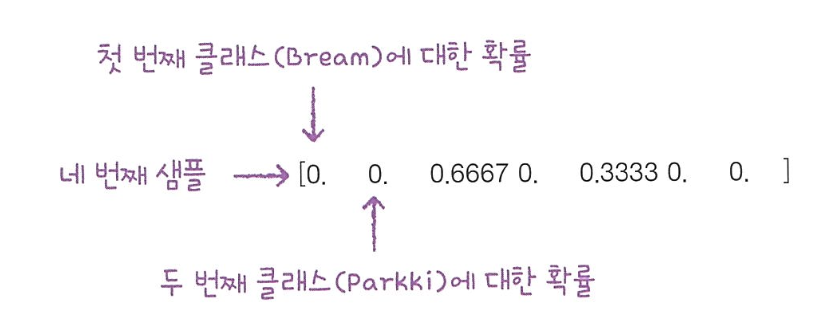 첫 번째 클래스(Bream)에 대한 확률
네 번째 샘플 [0. 0. 0.6667 0. 0.3333 0. 0. ]
두 번째 클래스(Parkki)에 대한 확률